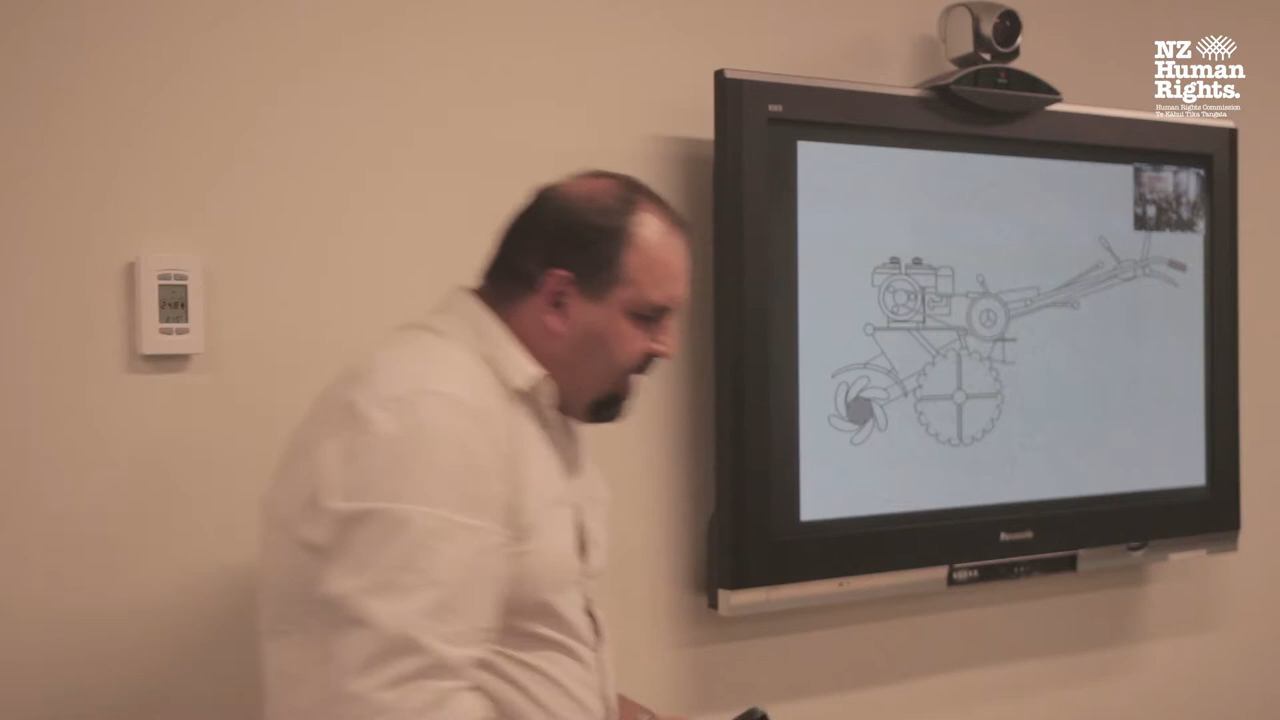 NZ
Human
Rights.
Human Rights Commission
Te Kāhui Tika Tangata
Panasonic